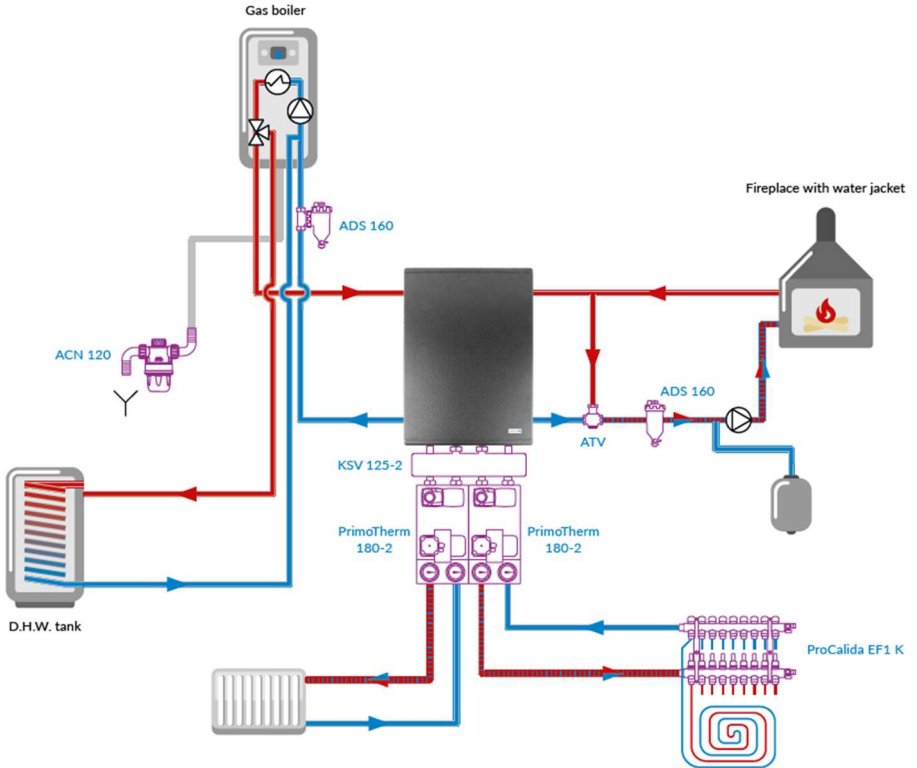 Gas boiler
Fireplace with water jacket
ADS 160
ACN 120
ADS 160
ATV
KSV 125-2
PrimoTherm
180-2
PrimoTherm
180-2
D.H.W. tank
ProCalida EF1 K